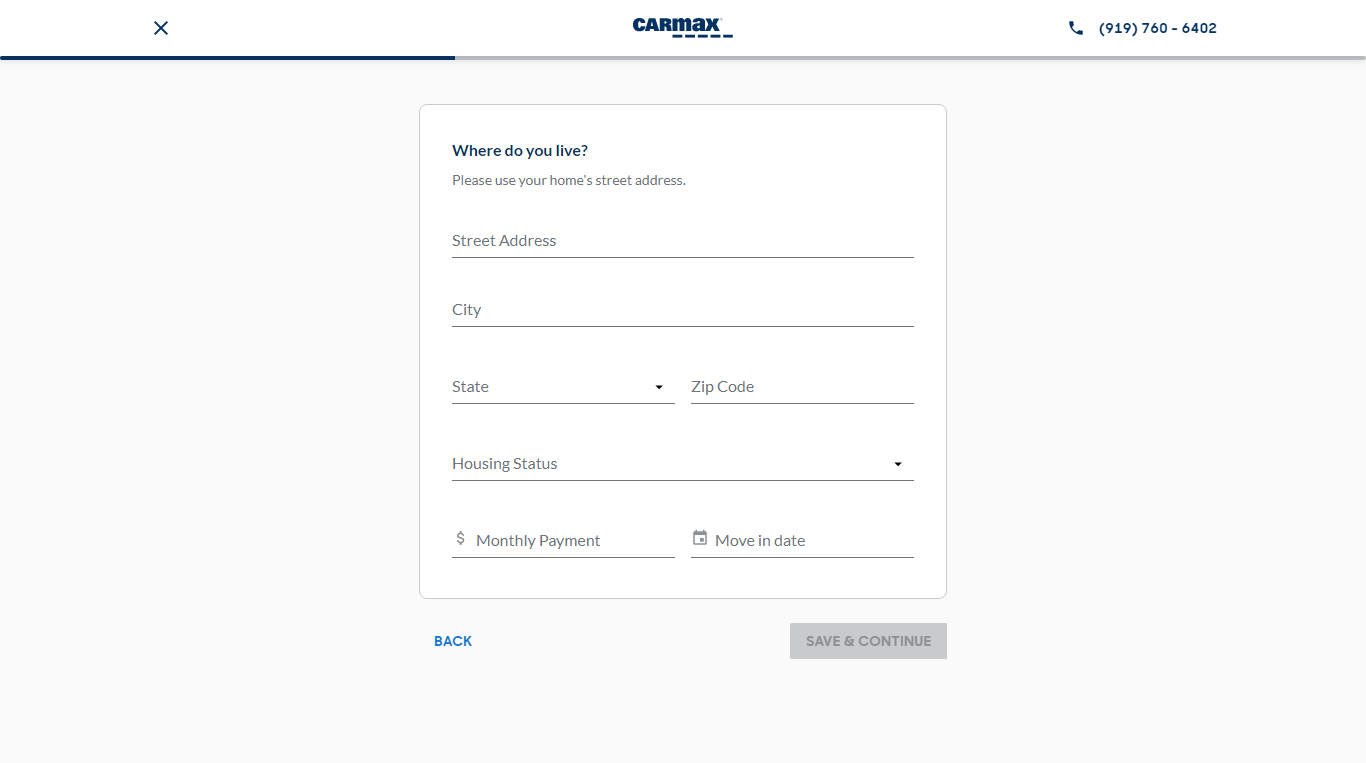 CARMAX
(919) 760 - 6402
Where do you live?
Please use your home's street address.
Street Address
City
State
Zip Code
Housing Status
$ Monthly Payment
Move in date
BACK
SAVE & CONTINUE